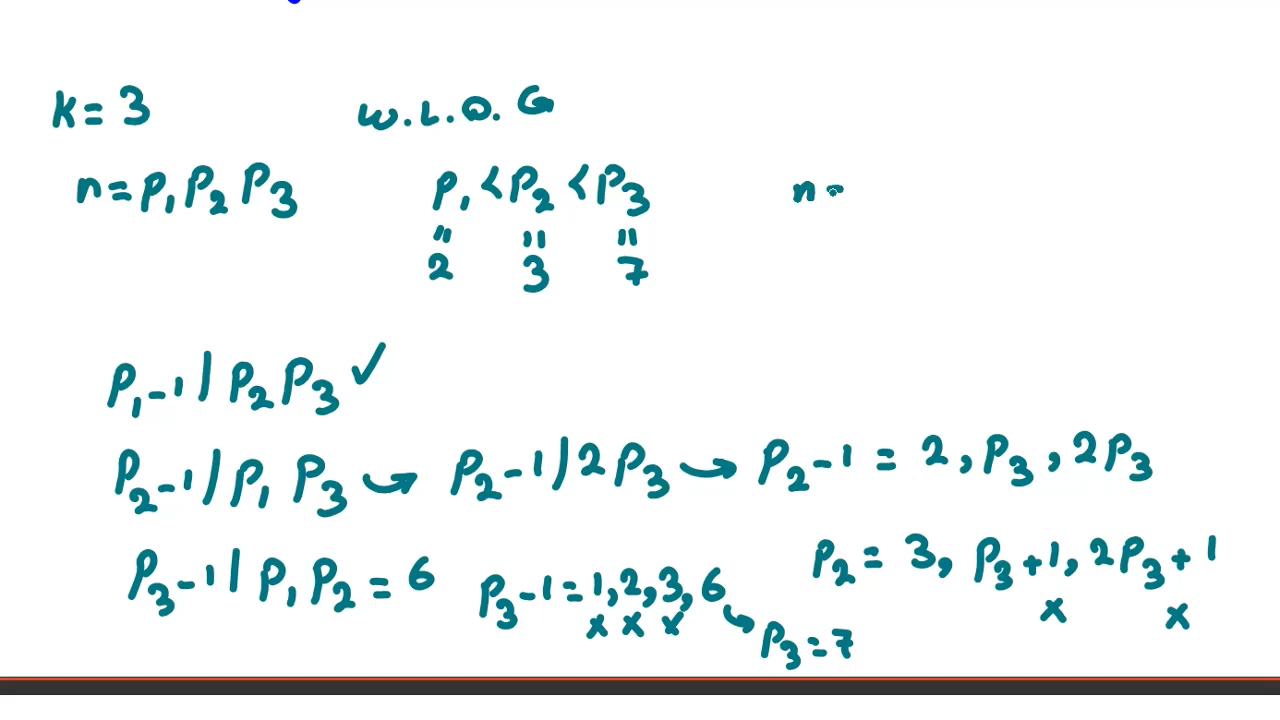 k = 3 W.L.O.G
n = p₁ p₂ p₃ p₁ < p₂ < p₃ n =
" " "
2 3 7
p₁ - 1 | p₂ p₃ ✓
p₂ - 1 | p₁ p₃ → p₂ - 1 | 2p₃ → p₂ - 1 = 2, p₃, 2p₃
p₂ = 3, p₃ + 1, 2p₃ + 1
x x
p₃ - 1 | p₁ p₂ = 6 p₃ - 1 = 1, 2, 3, 6
x x x → p₃ = 7